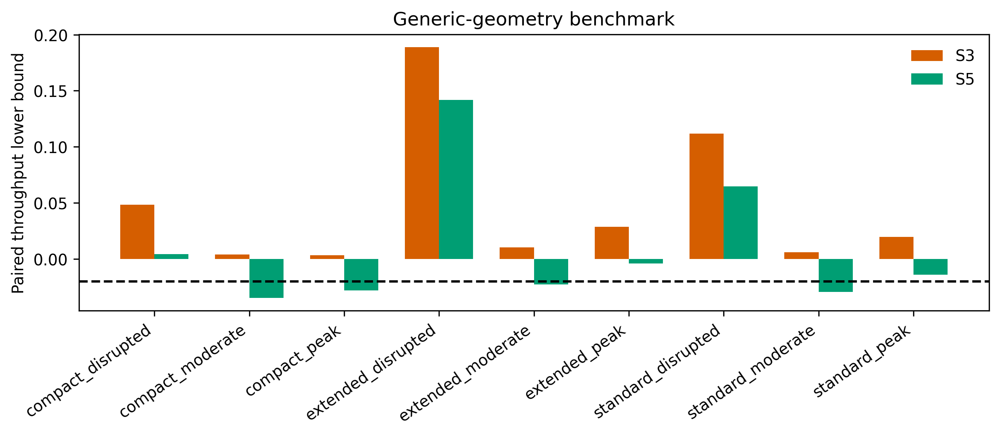 Generic-geometry benchmark
Paired throughput lower bound
0.20
0.15
0.10
0.05
0.00
S3
S5
compact_disrupted
compact_moderate
compact_peak
extended_disrupted
extended_moderate
extended_peak
standard_disrupted
standard_moderate
standard_peak